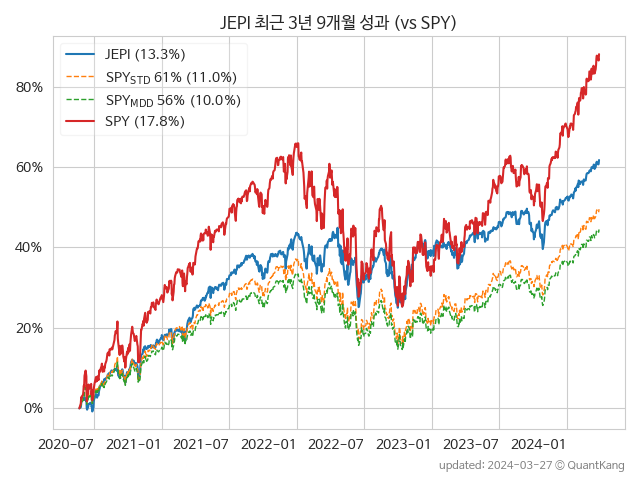 JEPI 최근 3년 9개월 성과 (vs SPY)
JEPI (13.3%)
SPY_STD 61% (11.0%)
SPY_MDD 56% (10.0%)
SPY (17.8%)
80%
60%
40%
20%
0%
2020-07 2021-01 2021-07 2022-01 2022-07 2023-01 2023-07 2024-01
updated: 2024-03-27 © QuantKang